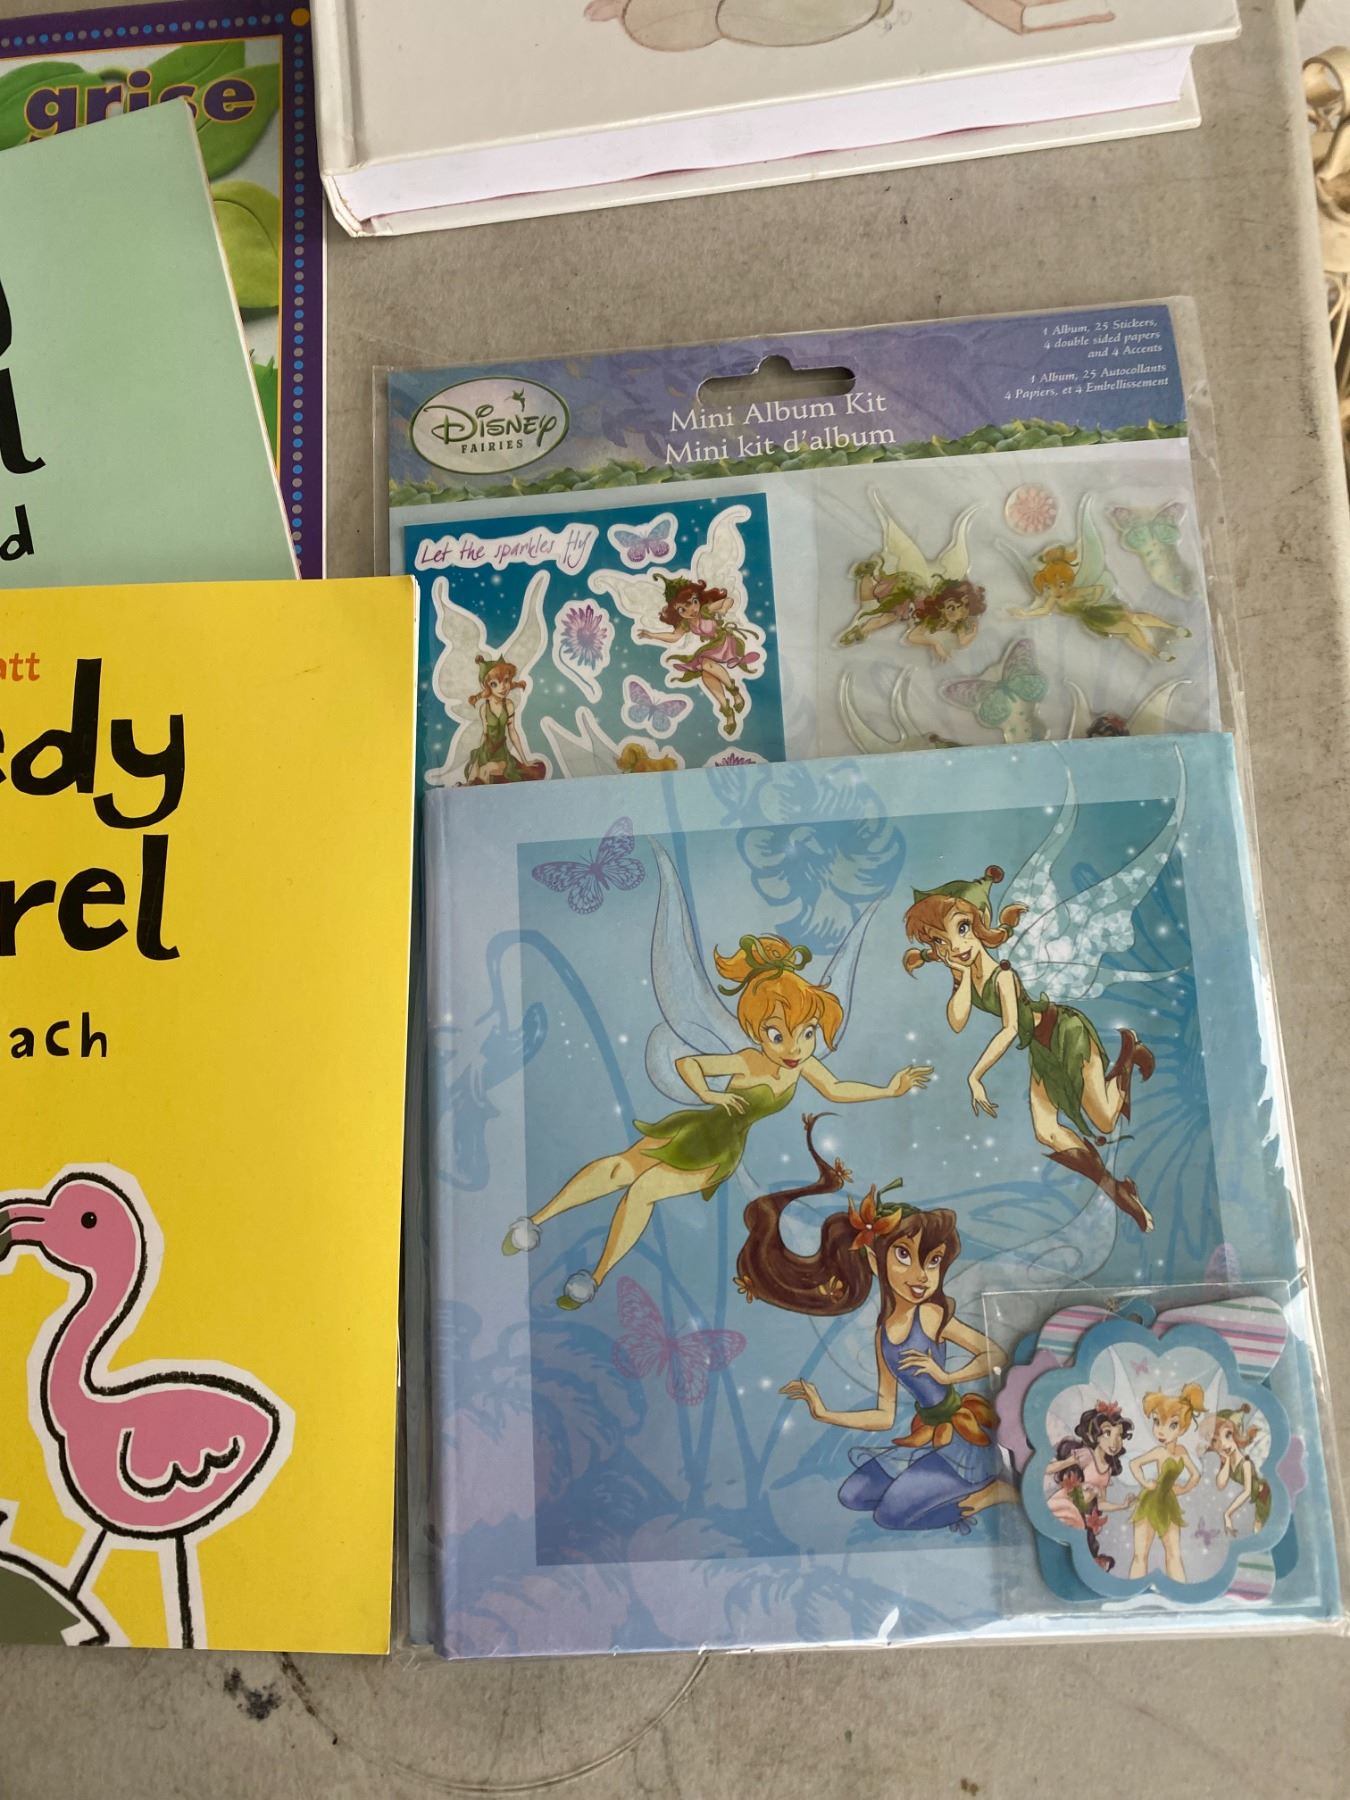 grise
d
att
edy
rel
ach
Disney
FAIRIES
Mini Album Kit
Mini kit d'album
1 Album, 25 Stickers,
4 double sided papers
and 4 Accents
1 Album, 25 Autocollants
4 Papiers, et 4 Embellissement
Let the sparkles fly